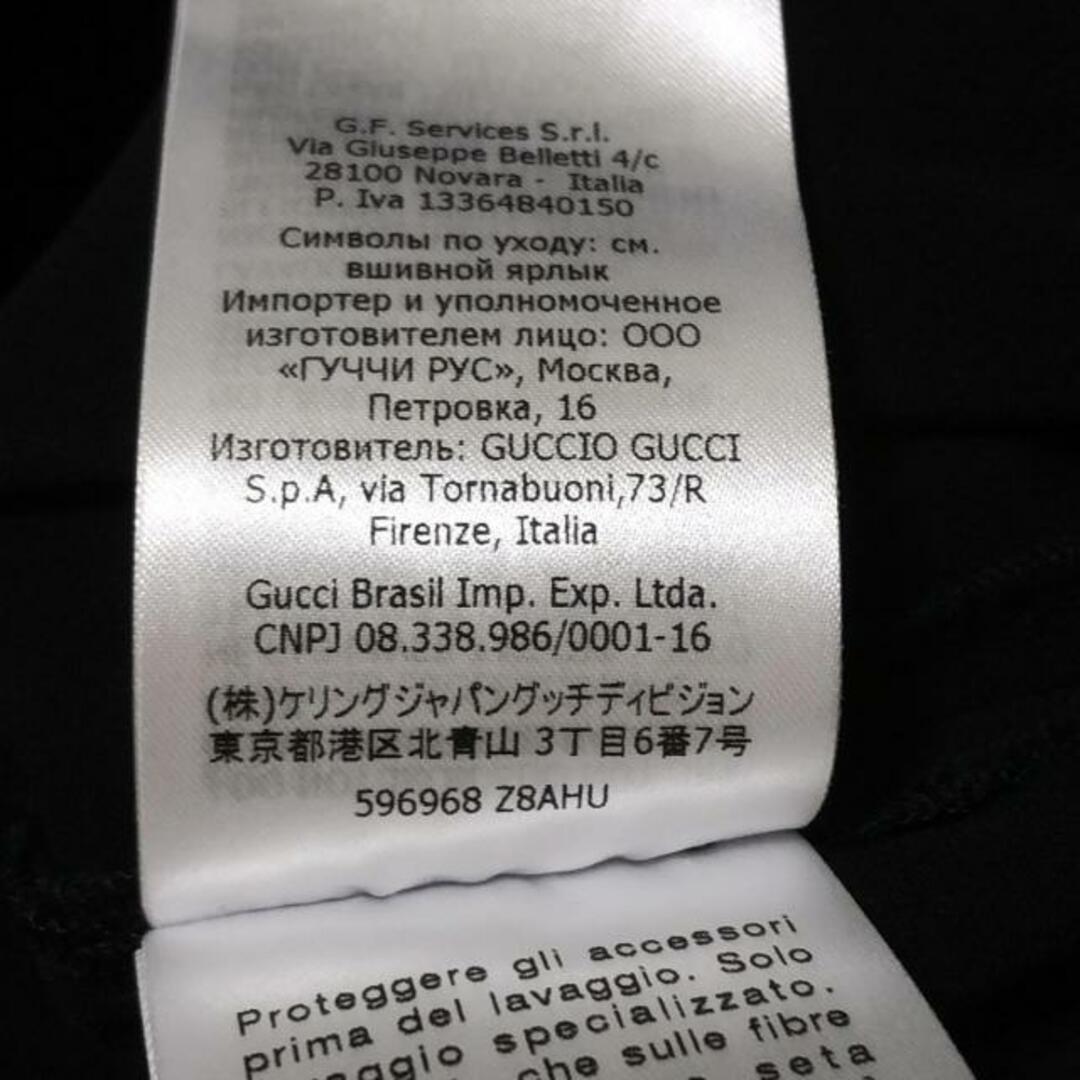 G.F. Services S.r.l.
Via Giuseppe Belletti 4/c
28100 Novara - Italia
P. Iva 13364840150
Символы по уходу: см.
вшивной ярлык
Импортер и уполномоченное
изготовителем лицо: ООО
«ГУЧЧИ РУС», Москва,
Петровка, 16
Изготовитель: GUCCIO GUCCI
S.p.A, via Tornabuoni,73/R
Firenze, Italia
Gucci Brasil Imp. Exp. Ltda.
CNPJ 08.338.986/0001-16
(株)ケリングジャパングッチディビジョン
東京都港区北青山 3丁目6番7号
596968 Z8AHU
Proteggere gli accessori
prima del lavaggio. Solo
specializzato.
che sulle fibre
seta